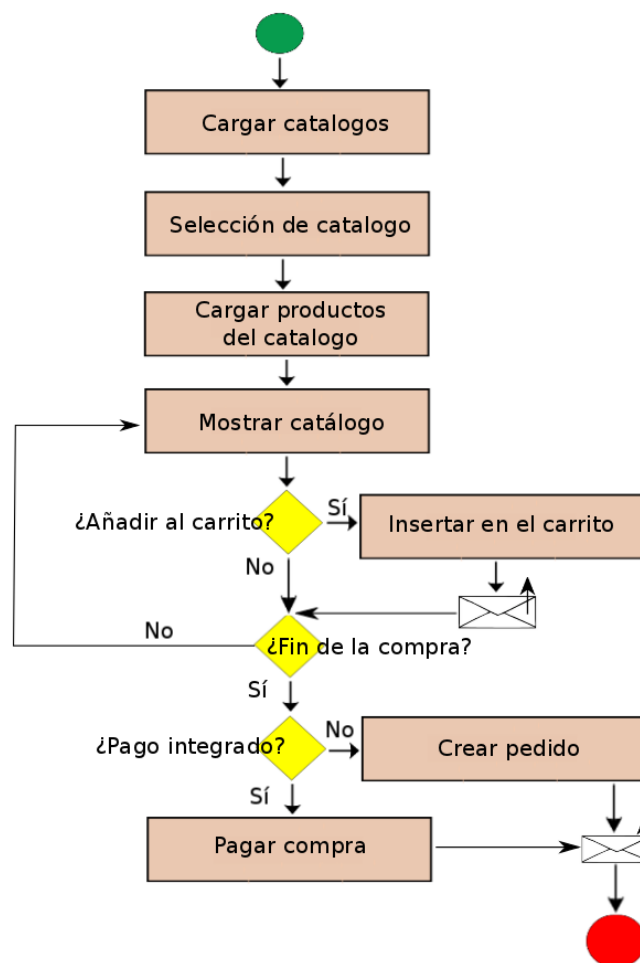 Cargar catalogos
Selección de catalogo
Cargar productos
del catalogo
Mostrar catálogo
¿Añadir al carrito?
Sí
Insertar en el carrito
No
No
¿Fin de la compra?
Sí
¿Pago integrado?
No
Crear pedido
Sí
Pagar compra